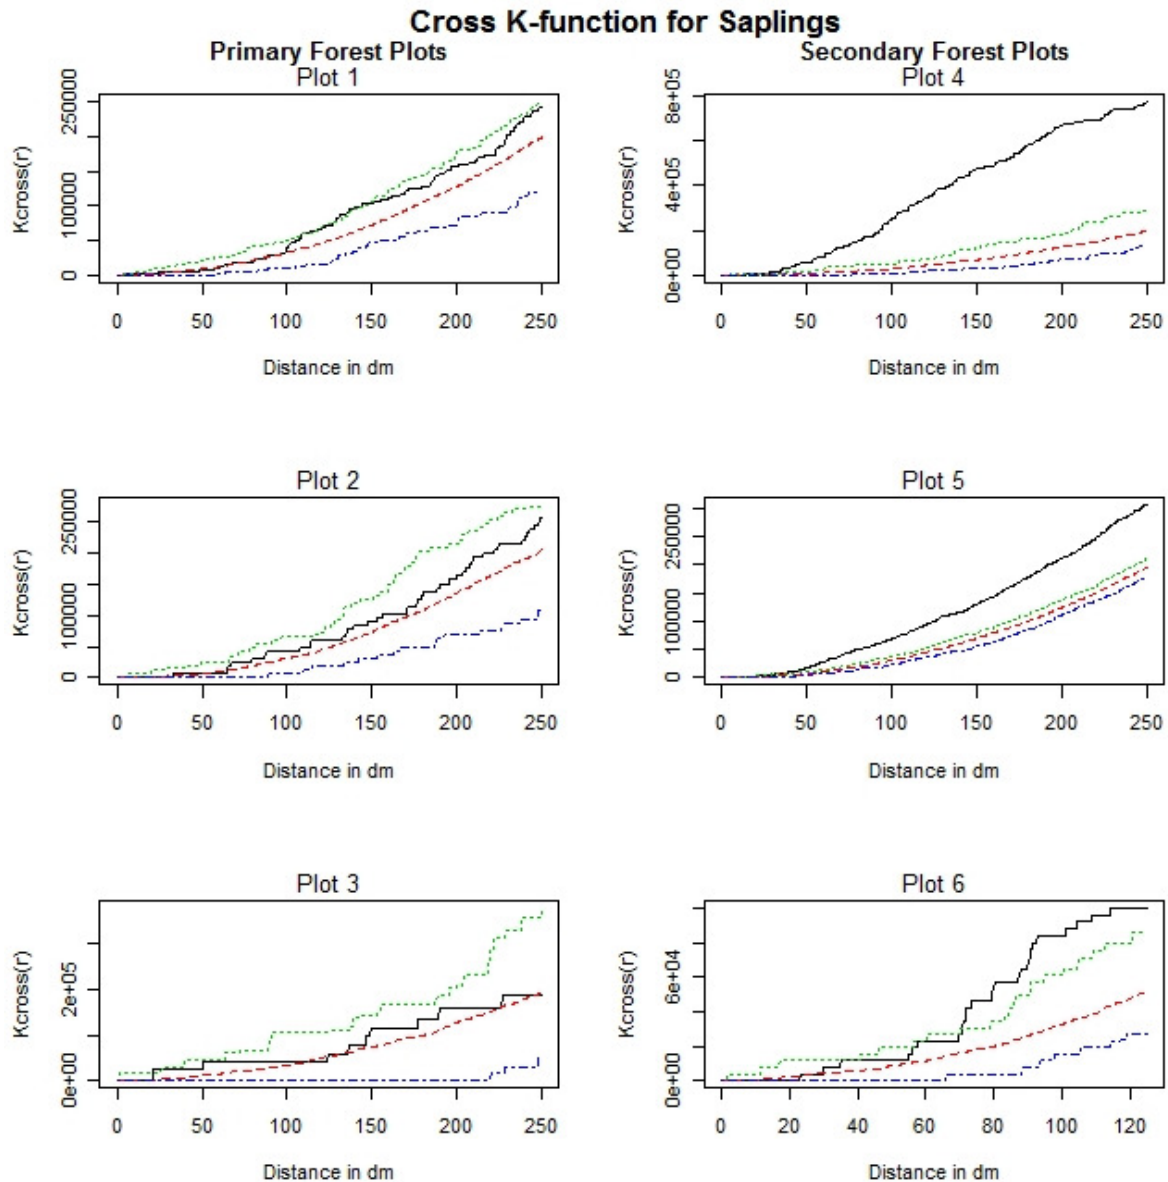 Cross K-function for Saplings
Primary Forest Plots
Secondary Forest Plots
Plot 1
Kcross(r)
0
100000
250000
0 50 100 150 200 250
Distance in dm
Plot 4
Kcross(r)
0e+00
4e+05
8e+05
0 50 100 150 200 250
Distance in dm
Plot 2
Kcross(r)
0
100000
250000
0 50 100 150 200 250
Distance in dm
Plot 5
Kcross(r)
0
100000
250000
0 50 100 150 200 250
Distance in dm
Plot 3
Kcross(r)
0e+00
2e+05
0 50 100 150 200 250
Distance in dm
Plot 6
Kcross(r)
0e+00
6e+04
0 20 40 60 80 100 120
Distance in dm